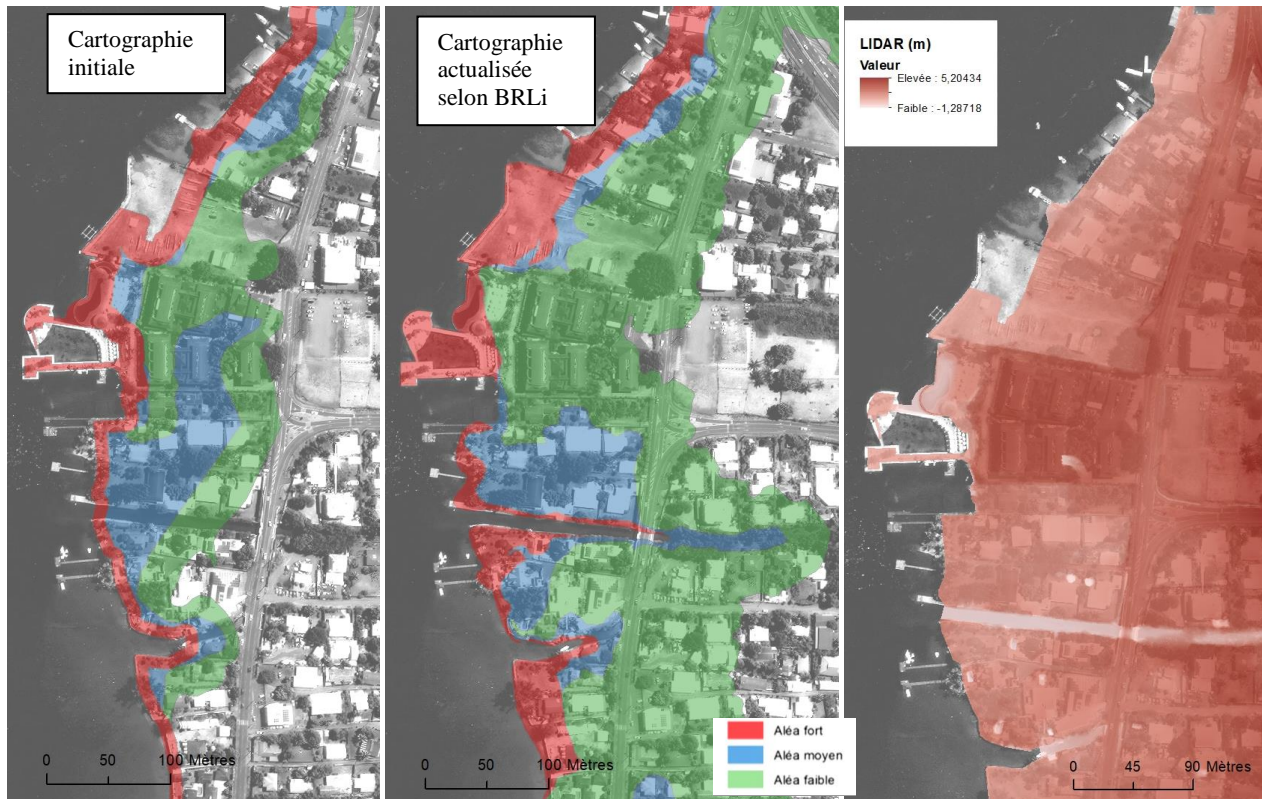 Cartographie
initiale
Cartographie
actualisée
selon BRLi
LIDAR (m)
Valeur
Elevée : 5,20434
Faible : -1,28718
0 50 100 Mètres
0 50 100 Mètres
Aléa fort
Aléa moyen
Aléa faible
0 45 90 Mètres